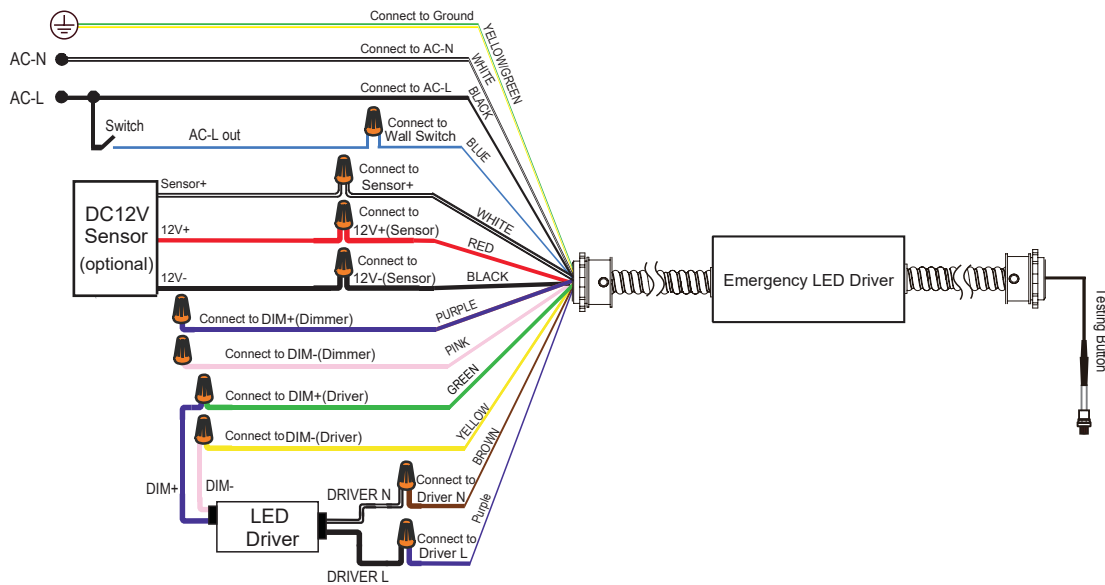 Connect to Ground
YELLOW/GREEN
AC-N
Connect to AC-N
WHITE
AC-L
Connect to AC-L
BLACK
Switch
AC-L out
Connect to
Wall Switch
BLUE
Sensor+
Connect to
Sensor+
WHITE
DC12V
Sensor
(optional)
12V+
Connect to
12V+(Sensor)
RED
12V-
Connect to
12V-(Sensor)
BLACK
Emergency LED Driver
Testing Button
Connect to DIM+(Dimmer)
PURPLE
Connect to DIM-(Dimmer)
PINK
Connect to DIM+(Driver)
GREEN
Connect to DIM-(Driver)
YELLOW
BROWN
DIM+
DIM-
DRIVER N
Connect to
Driver N
LED
Driver
Purple
Connect to
Driver L
DRIVER L